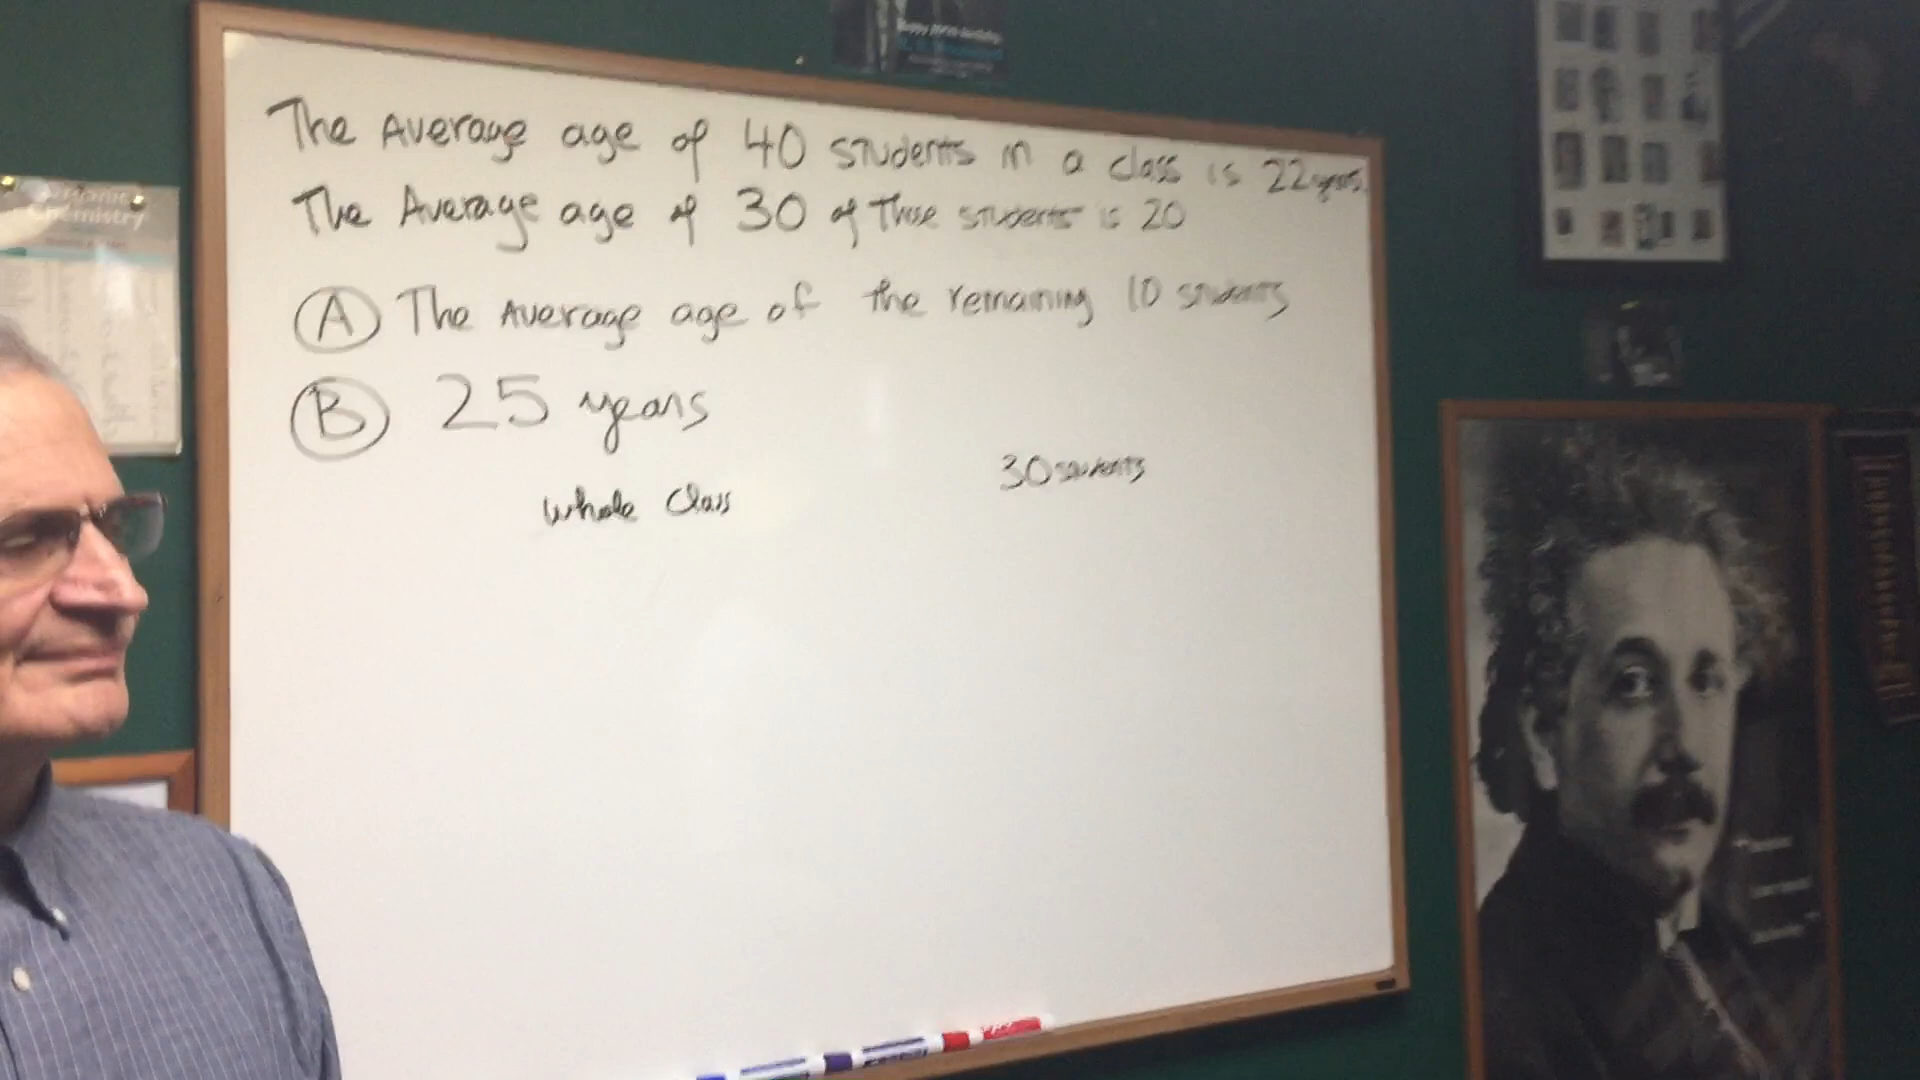 The Average age of 40 students in a class is 22 years.
The Average age of 30 of those students is 20
A The Average age of the remaining 10 students
B 25 years
30 students
whole Class
Chemistry